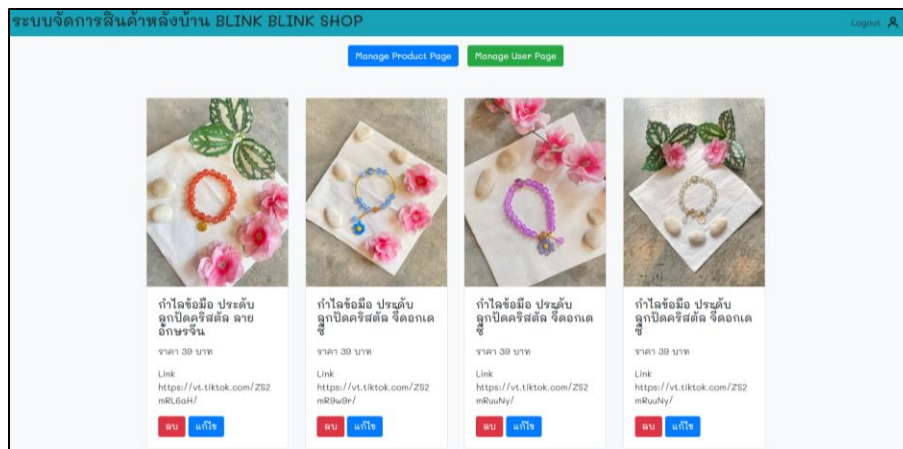 ระบบจัดการสินค้าหลังบ้าน BLINK BLINK SHOP
Logout
Manage Product Page
Manage User Page
กำไลข้อมือ ประดับ
ลูกปัดคริสตัล ลาย
อักษรจีน
ราคา 39 บาท
Link
https://vt.tiktok.com/ZS2
mRL6aH/
ลบ
แก้ไข
กำไลข้อมือ ประดับ
ลูกปัดคริสตัล จี้ดอกเด
ซี่
ราคา 39 บาท
Link
https://vt.tiktok.com/ZS2
mR9w9r/
ลบ
แก้ไข
กำไลข้อมือ ประดับ
ลูกปัดคริสตัล จี้ดอกเด
ซี่
ราคา 39 บาท
Link
https://vt.tiktok.com/ZS2
mRuuNy/
ลบ
แก้ไข
กำไลข้อมือ ประดับ
ลูกปัดคริสตัล จี้ดอกเด
ซี่
ราคา 39 บาท
Link
https://vt.tiktok.com/ZS2
mRuuNy/
ลบ
แก้ไข